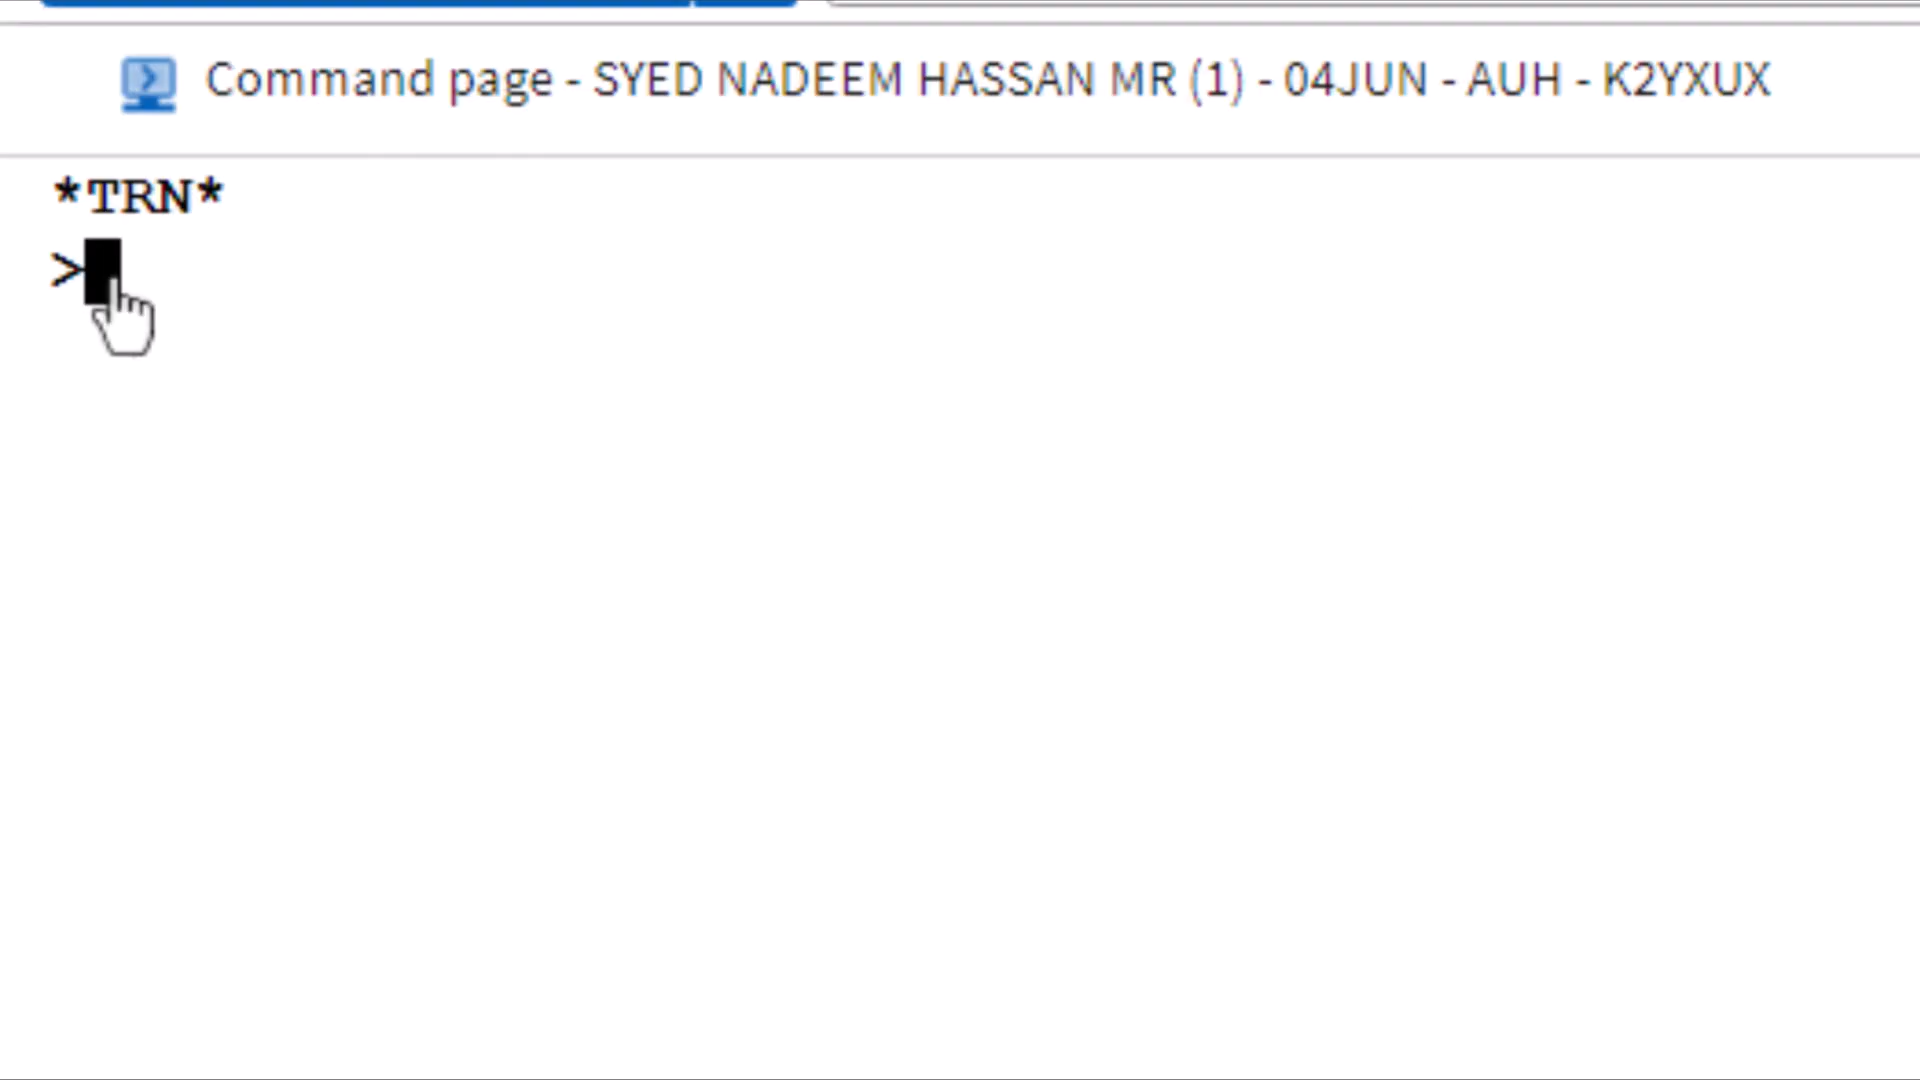 Command page - SYED NADEEM HASSAN MR (1) - 04JUN - AUH - K2YXUX
*TRN*
>